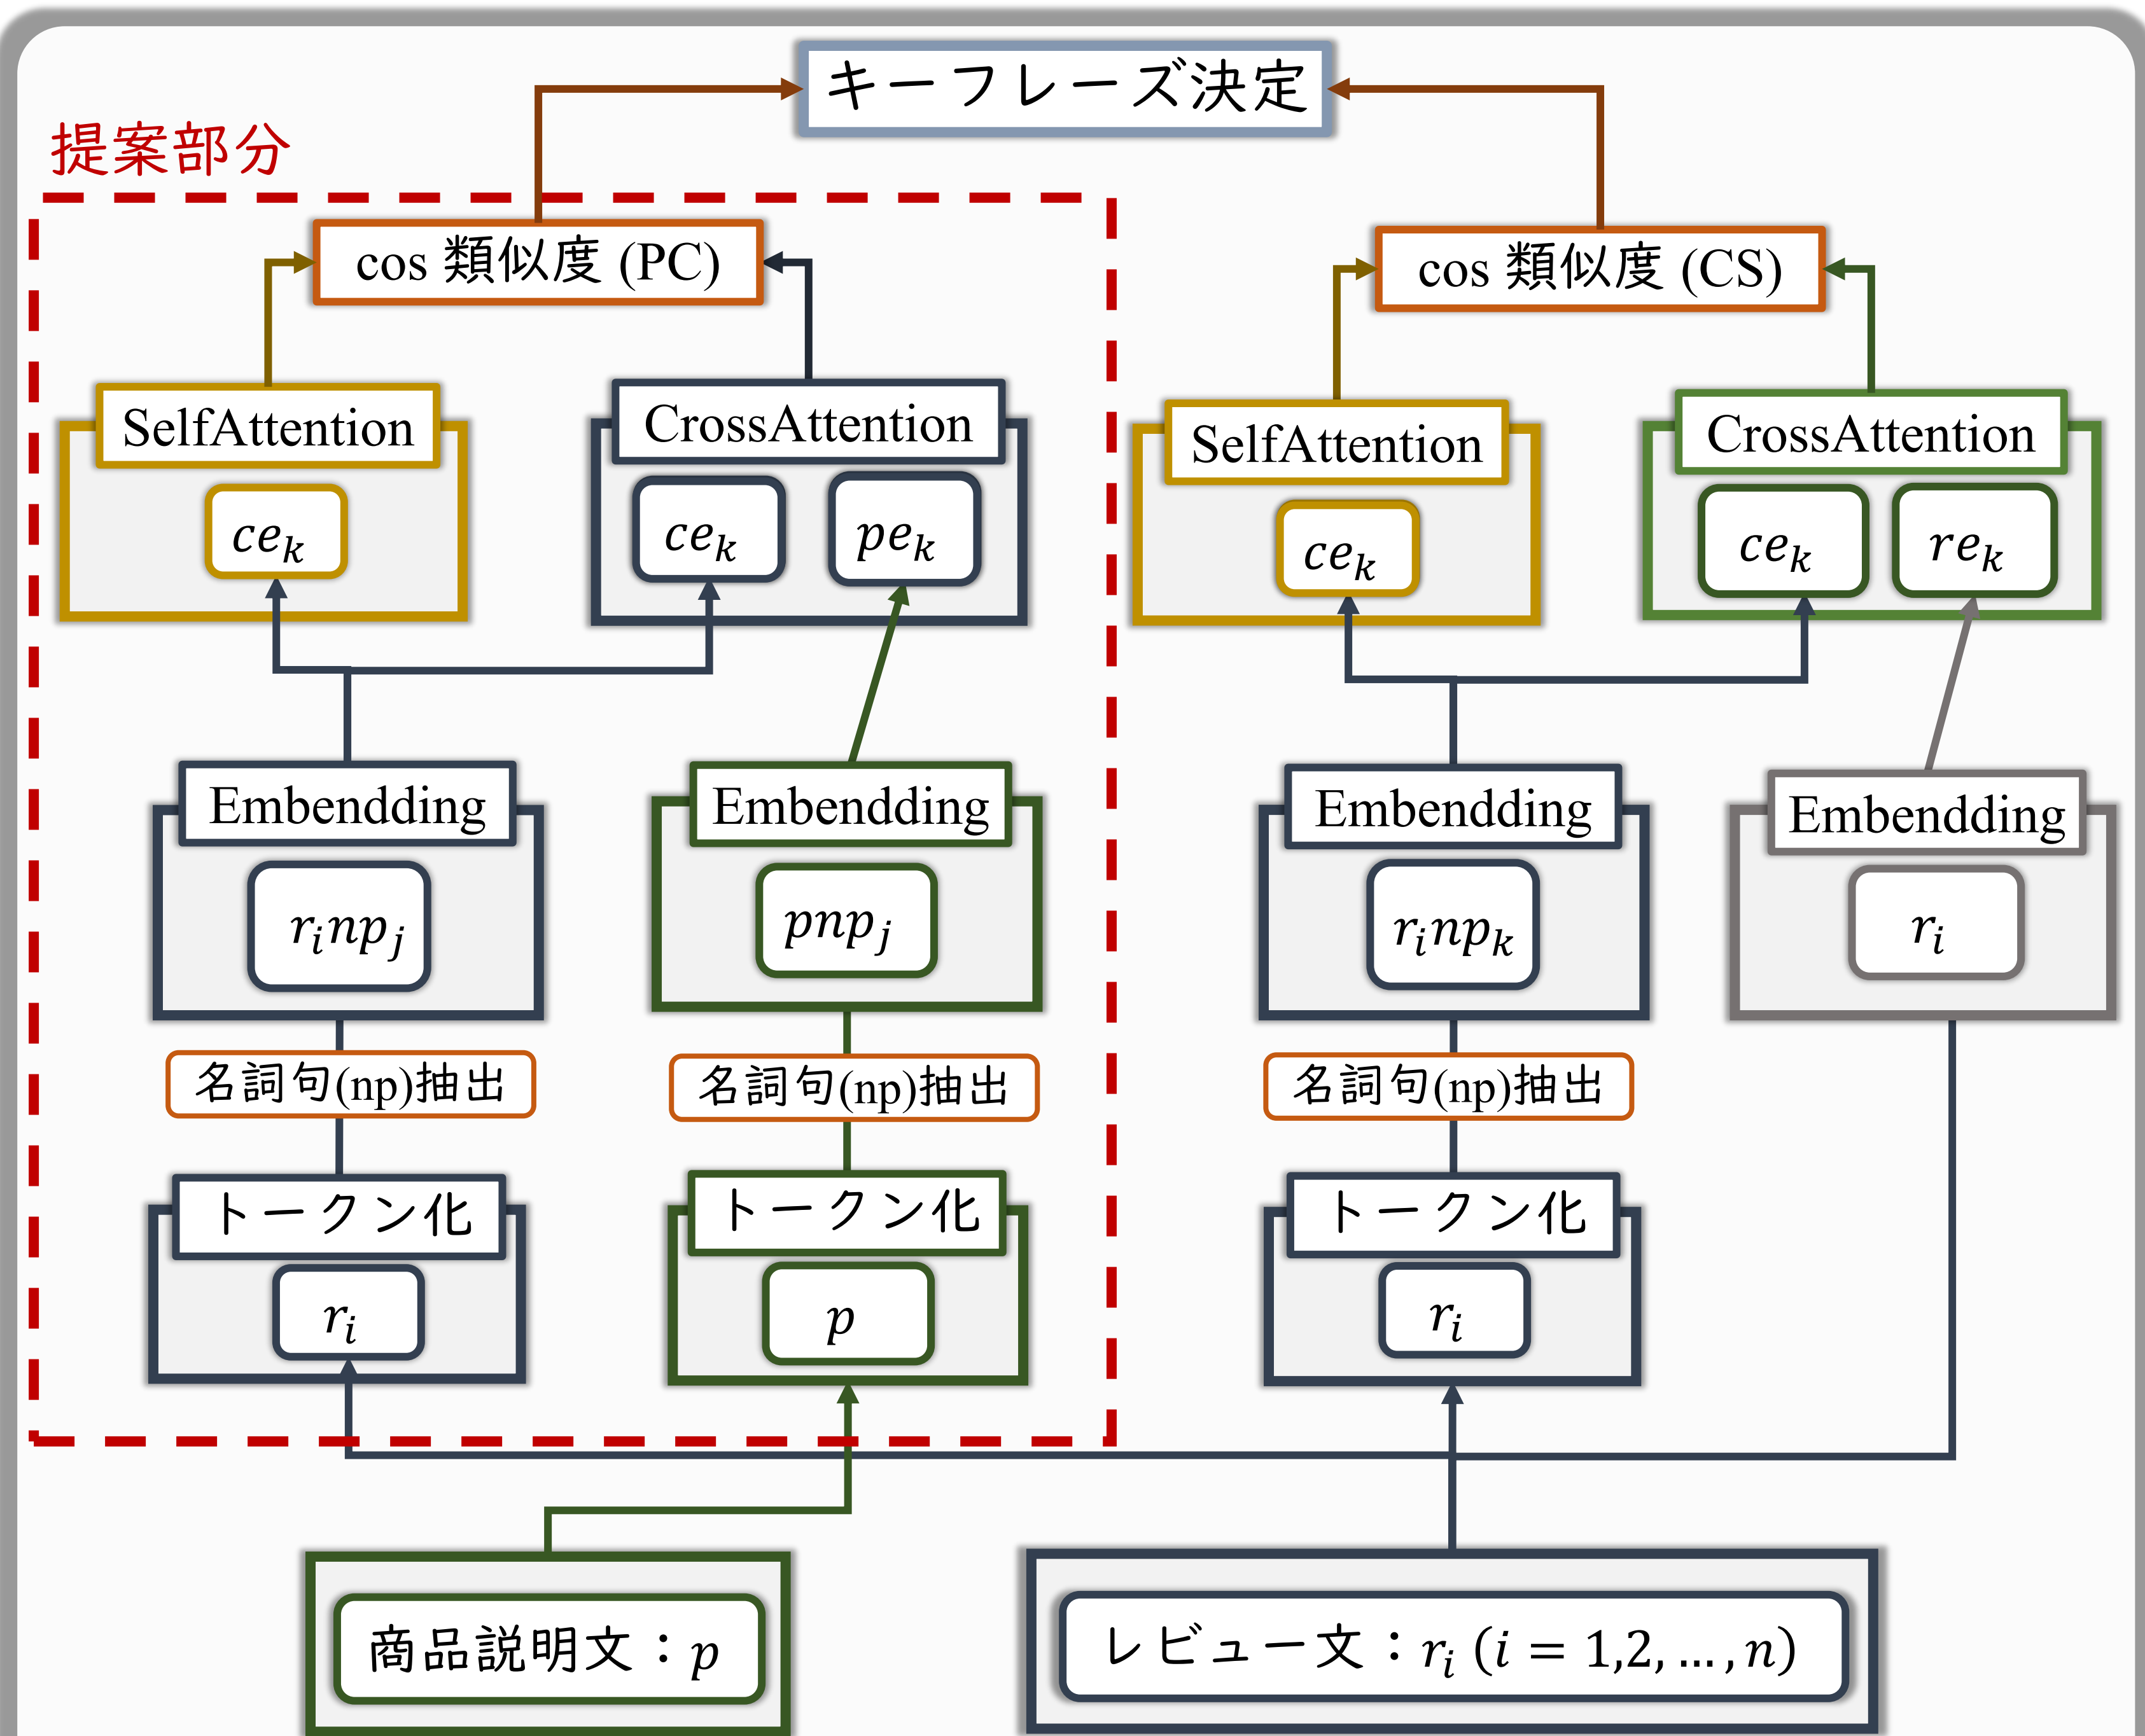 キーフレーズ決定
提案部分
cos 類似度 (PC)
cos 類似度 (CS)
SelfAttention
CrossAttention
SelfAttention
CrossAttention
ce_k
ce_k
pe_k
ce_k
ce_k
re_k
Embendding
Embendding
Embendding
Embendding
r_i np_j
pnp_j
r_i np_k
r_i
名詞句(np)抽出
名詞句(np)抽出
名詞句(np)抽出
トークン化
トークン化
トークン化
r_i
p
r_i
商品説明文：p
レビュー文：r_i (i = 1,2, … , n)